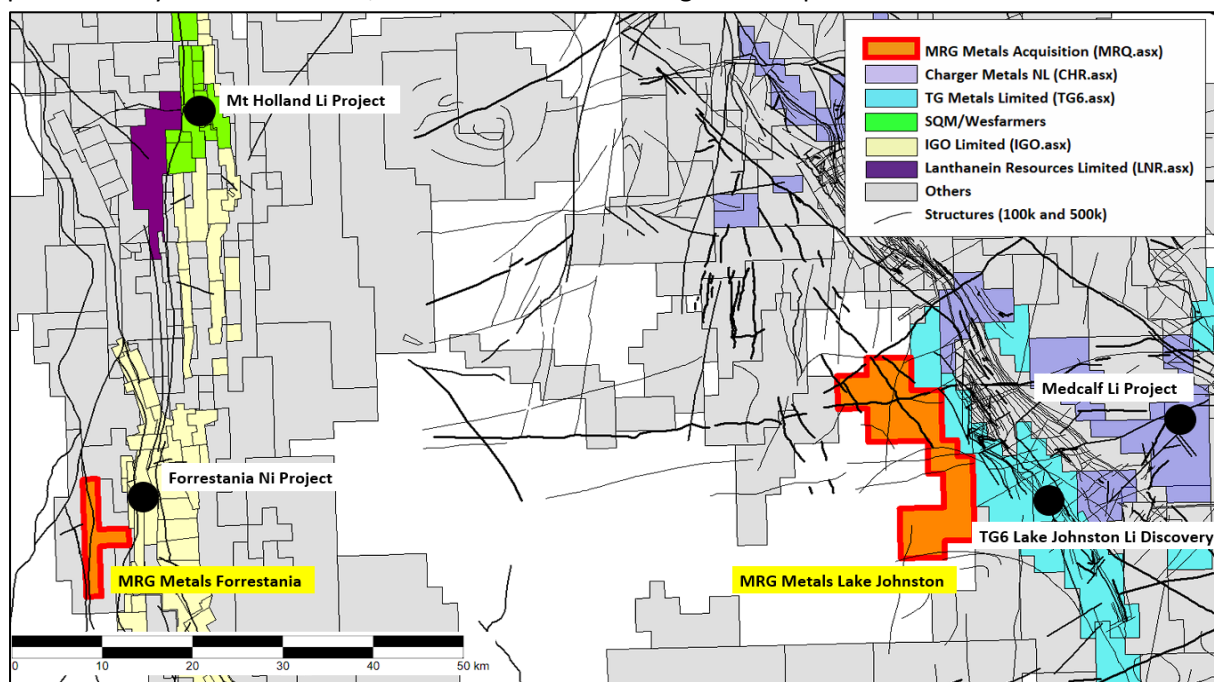 MRG Metals Acquisition (MRQ.asx)
Charger Metals NL (CHR.asx)
TG Metals Limited (TG6.asx)
SQM/Wesfarmers
IGO Limited (IGO.asx)
Lanthanein Resources Limited (LNR.asx)
Others
Structures (100k and 500k)
Mt Holland Li Project
Medcalf Li Project
Forrestania Ni Project
TG6 Lake Johnston Li Discovery
MRG Metals Forrestania
MRG Metals Lake Johnston
0 10 20 30 40 50 km